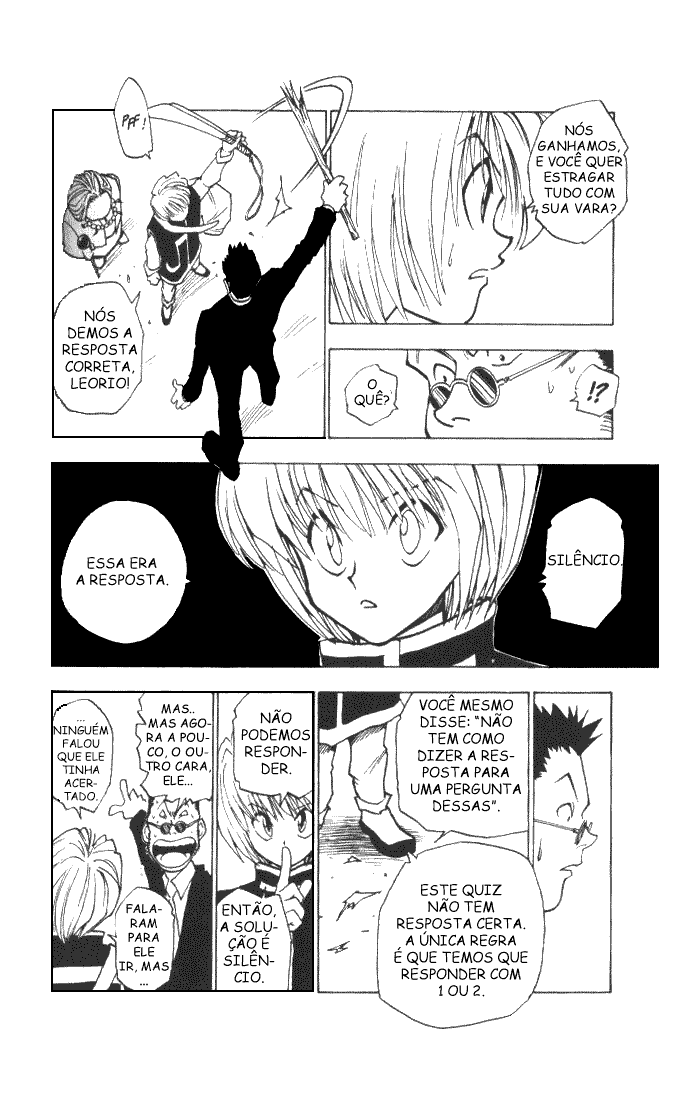 NÓS
GANHAMOS,
E VOCÊ QUER
ESTRAGAR
TUDO COM
SUA VARA?
PFF!
NÓS
DEMOS A
RESPOSTA
CORRETA,
LEORIO!
!?
O
QUÊ?
SILÊNCIO.
ESSA ERA
A RESPOSTA.
VOCÊ MESMO
DISSE: “NÃO
TEM COMO
DIZER A RES-
POSTA PARA
UMA PERGUNTA
DESSAS”.
ESTE QUIZ
NÃO TEM
RESPOSTA CERTA.
A ÚNICA REGRA
É QUE TEMOS QUE
RESPONDER COM
1 OU 2.
NÃO
PODEMOS
RESPON-
DER.
ENTÃO,
A SOLU-
ÇÃO É
SILÊN-
CIO.
MAS..
MAS AGO-
RA A POU-
CO, O OU-
TRO CARA,
ELE...
FALA-
RAM
PARA
ELE
IR, MAS
...
...
NINGUÉM
FALOU
QUE ELE
TINHA
ACER-
TADO.